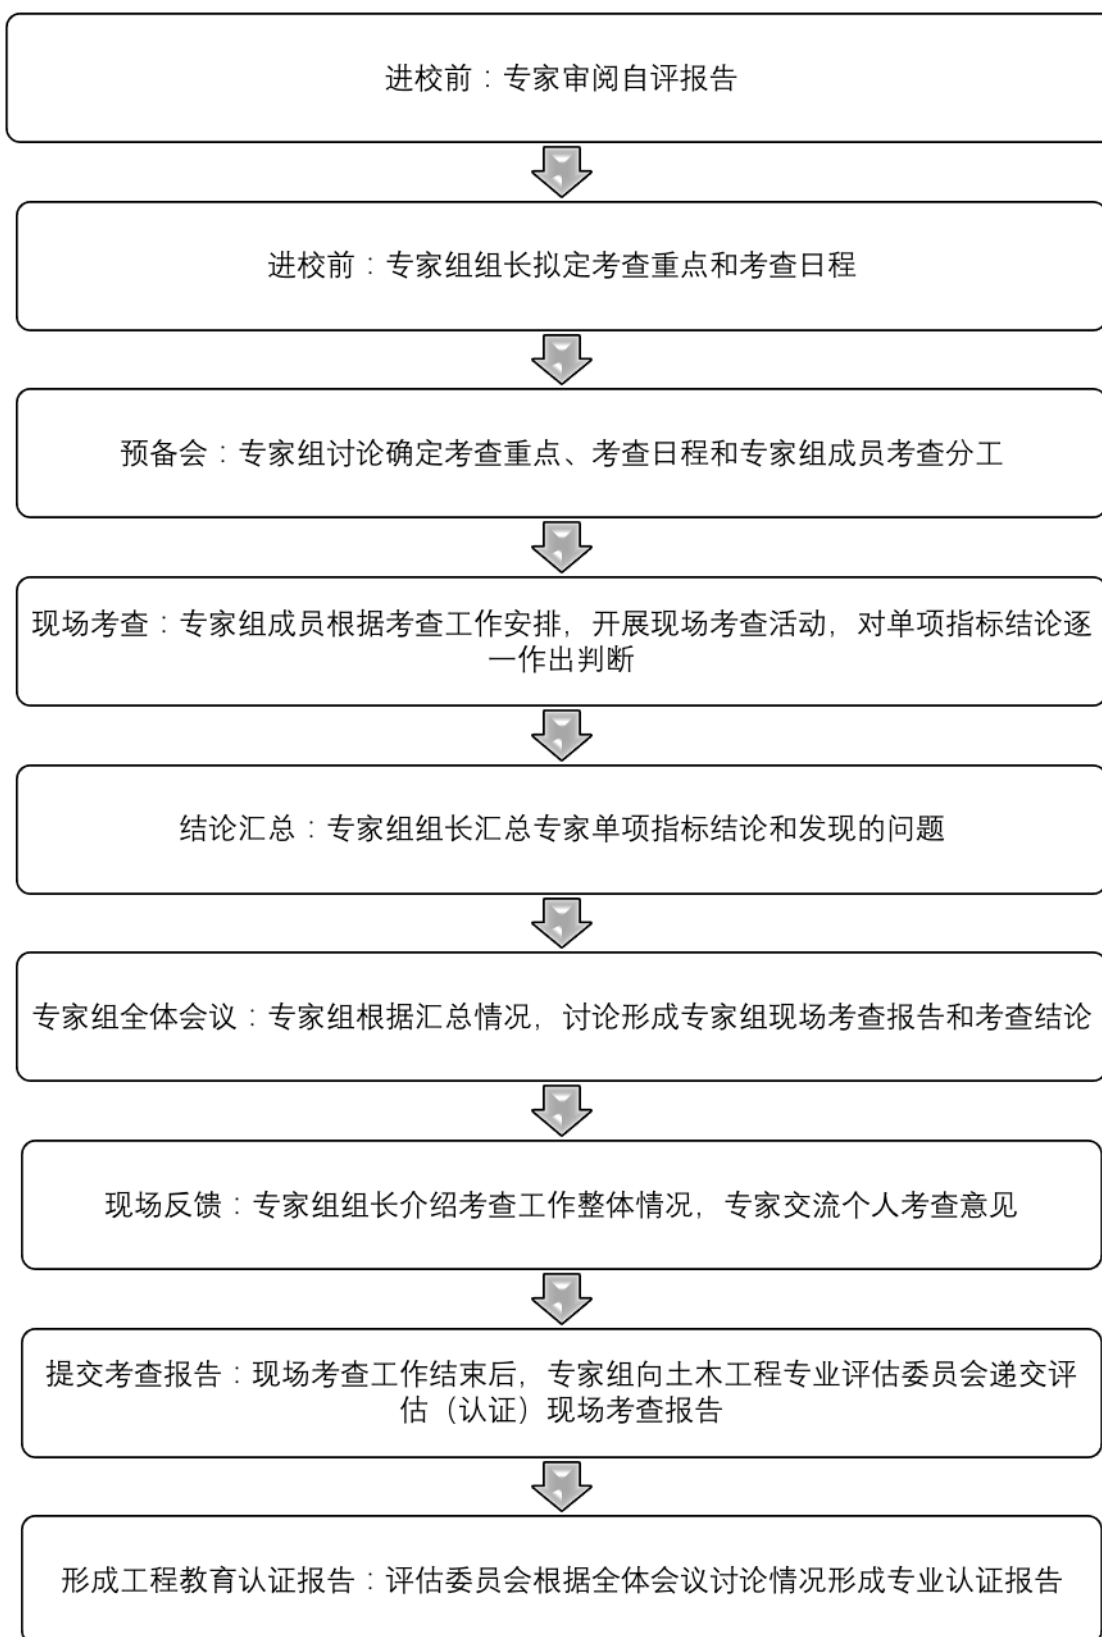 进校前：专家审阅自评报告
进校前：专家组组长拟定考查重点和考查日程
预备会：专家组讨论确定考查重点、考查日程和专家组成员考查分工
现场考查：专家组成员根据考查工作安排，开展现场考查活动，对单项指标结论逐
一作出判断
结论汇总：专家组组长汇总专家单项指标结论和发现的问题
专家组全体会议：专家组根据汇总情况，讨论形成专家组现场考查报告和考查结论
现场反馈：专家组组长介绍考查工作整体情况，专家交流个人考查意见
提交考查报告：现场考查工作结束后，专家组向土木工程专业评估委员会递交评
估（认证）现场考查报告
形成工程教育认证报告：评估委员会根据全体会议讨论情况形成专业认证报告